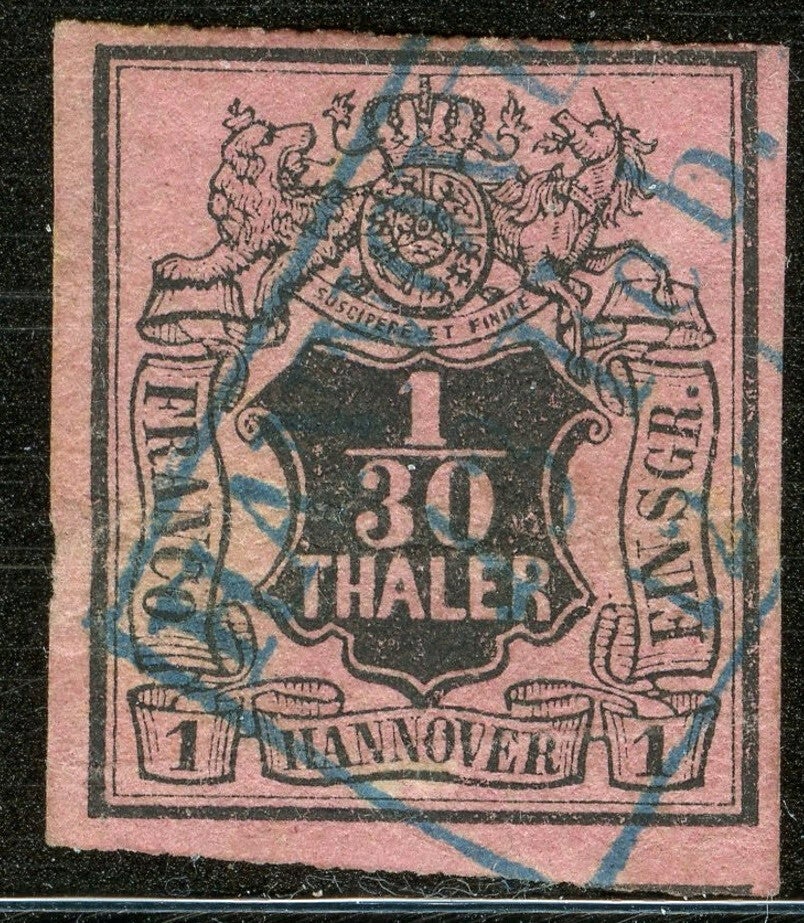 SUSCIPERE ET FINIRE
FRANCO
1
30
THALER
EIN SGR.
1
HANNOVER
1